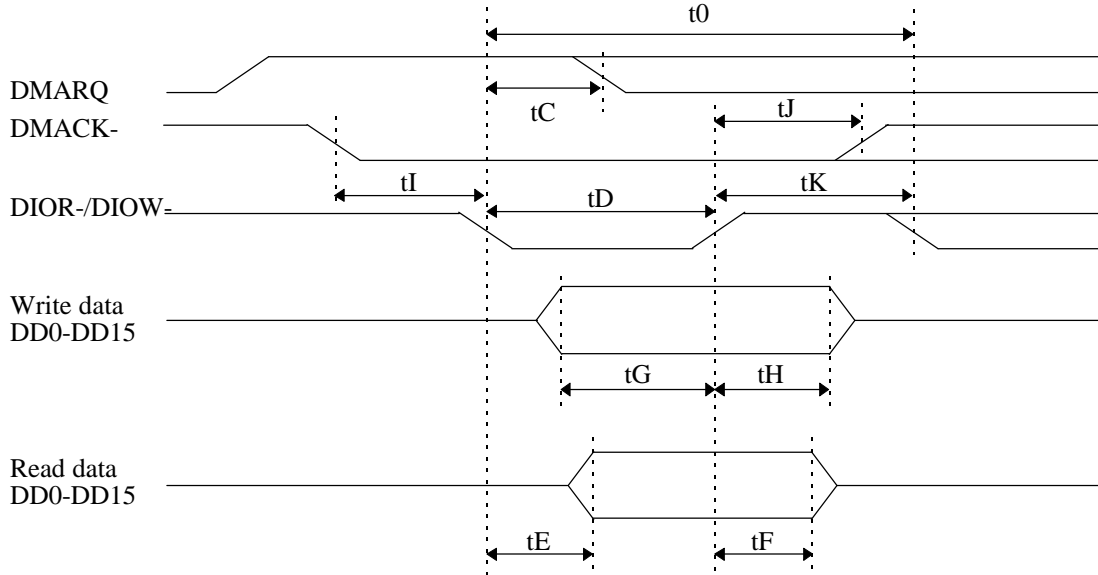 t0
DMARQ
tC
tJ
DMACK-
tI
tK
tD
DIOR-/DIOW-
Write data
DD0-DD15
tG
tH
Read data
DD0-DD15
tE
tF